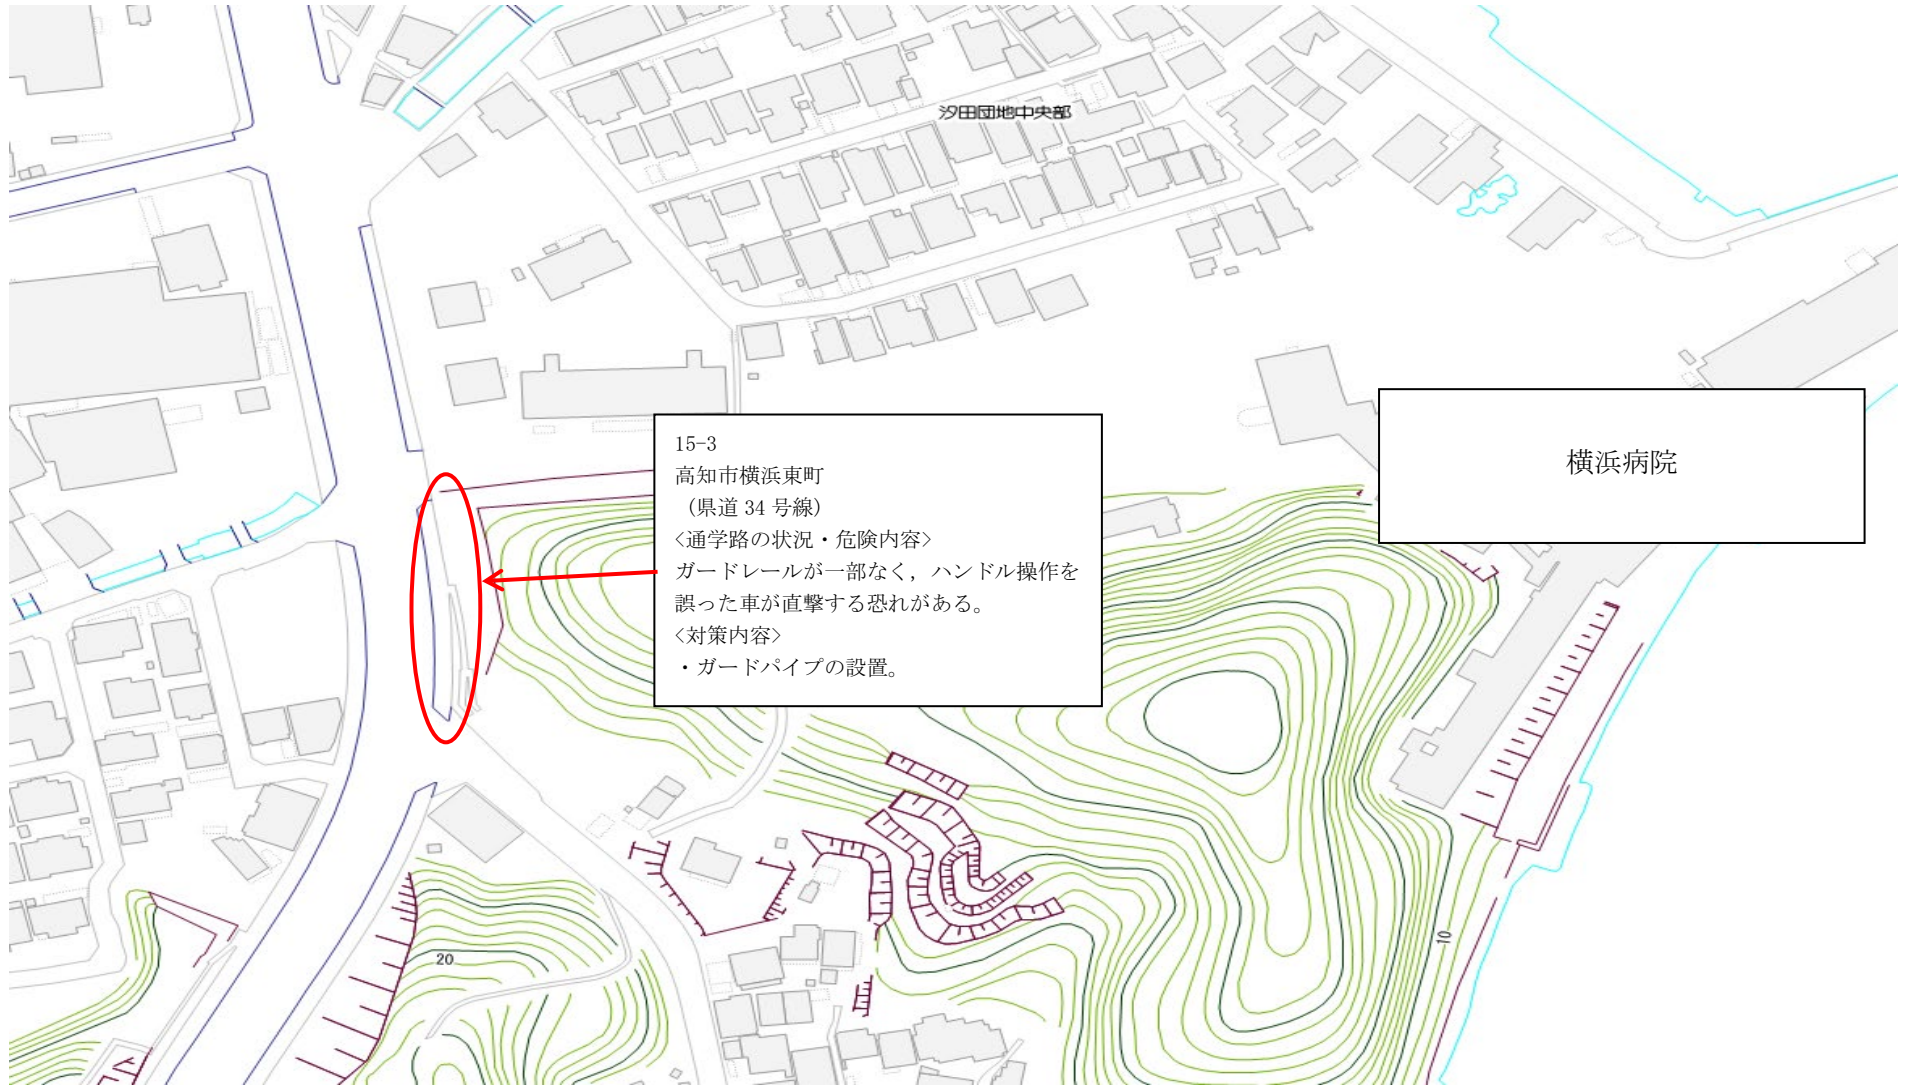 汐田団地中央部
15-3
高知市横浜東町
（県道 34 号線）
<通学路の状況・危険内容>
ガードレールが一部なく，ハンドル操作を
誤った車が直撃する恐れがある。
<対策内容>
・ガードパイプの設置。
横浜病院
20
10